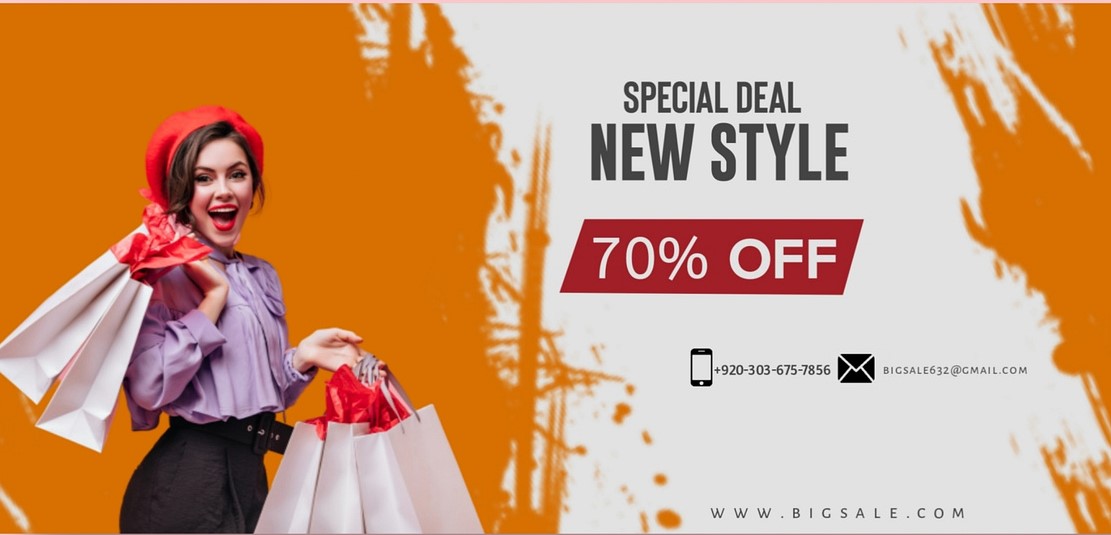 SPECIAL DEAL
NEW STYLE
70% OFF
+920-303-675-7856 BIGSALE632@GMAIL.COM
WWW.BIGSALE.COM